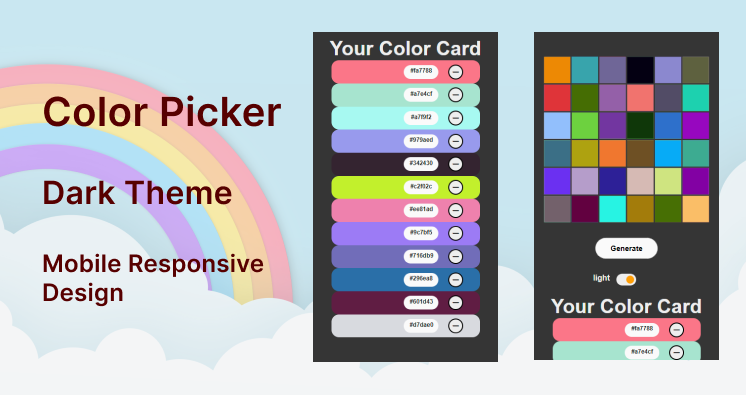 Color Picker
Dark Theme
Mobile Responsive
Design
Your Color Card
#fa7788
#a7e4cf
#a7f9f2
#979aed
#342430
#c2f02c
#ee81ad
#9c7bf5
#716db9
#296ea8
#601d43
#d7dae0
Generate
light
Your Color Card
#fa7788
#a7e4cf